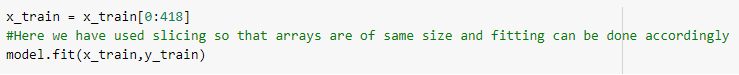 x_train = x_train[0:418]
#Here we have used slicing so that arrays are of same size and fitting can be done accordingly
model.fit(x_train,y_train)